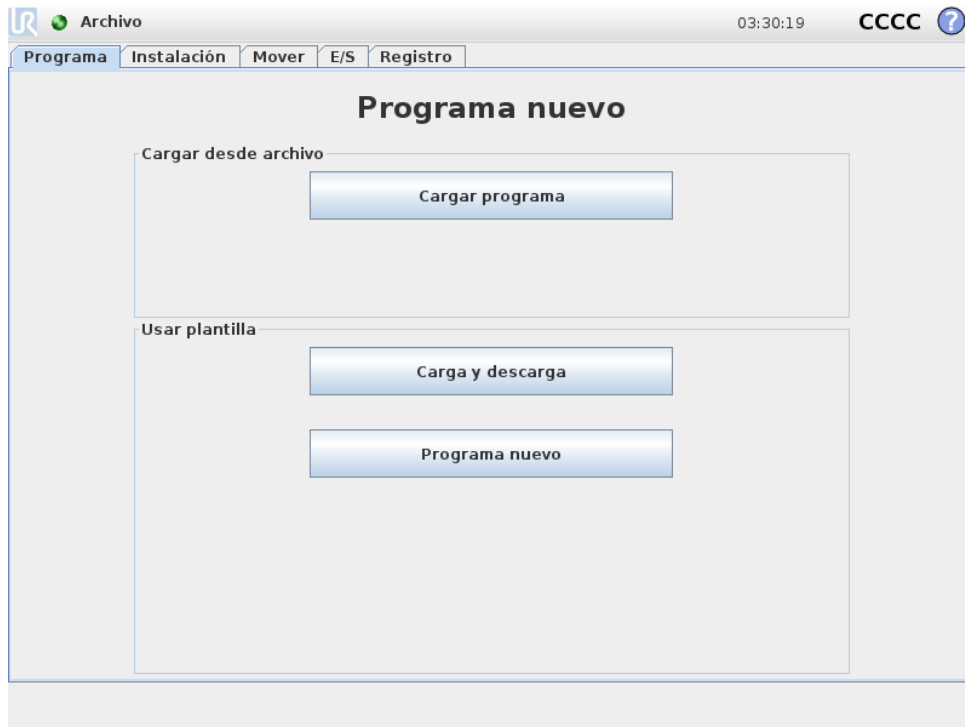 UR Archivo 03:30:19 CCCC ?
Programa Instalación Mover E/S Registro
Programa nuevo
Cargar desde archivo
Cargar programa
Usar plantilla
Carga y descarga
Programa nuevo